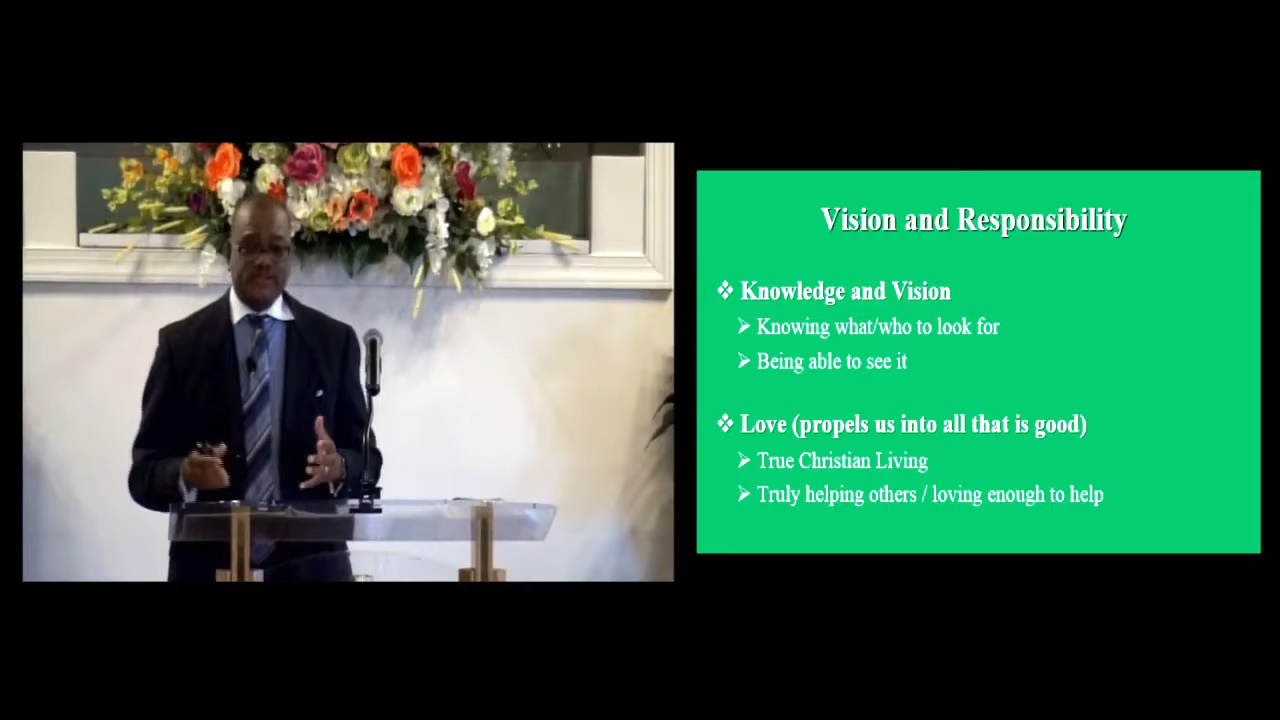 Vision and Responsibility
❖ Knowledge and Vision
➢ Knowing what/who to look for
➢ Being able to see it
❖ Love (propels us into all that is good)
➢ True Christian Living
➢ Truly helping others / loving enough to help